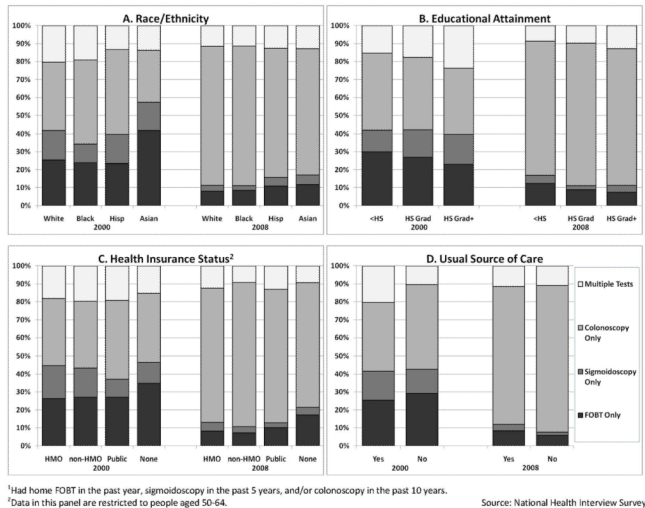 A. Race/Ethnicity
100%
90%
80%
70%
60%
50%
40%
30%
20%
10%
0%
White Black Hisp Asian White Black Hisp Asian
2000 2008
B. Educational Attainment
100%
90%
80%
70%
60%
50%
40%
30%
20%
10%
0%
<HS HS Grad HS Grad+ <HS HS Grad HS Grad+
2000 2008
C. Health Insurance Status²
100%
90%
80%
70%
60%
50%
40%
30%
20%
10%
0%
HMO non-HMO Public None HMO non-HMO Public None
2000 2008
D. Usual Source of Care
100%
90%
80%
70%
60%
50%
40%
30%
20%
10%
0%
Yes No Yes No
2000 2008
Multiple Tests
Colonoscopy
Only
Sigmoidoscopy
Only
FOBT Only
¹Had home FOBT in the past year, sigmoidoscopy in the past 5 years, and/or colonoscopy in the past 10 years.
²Data in this panel are restricted to people aged 50-64.
Source: National Health Interview Survey